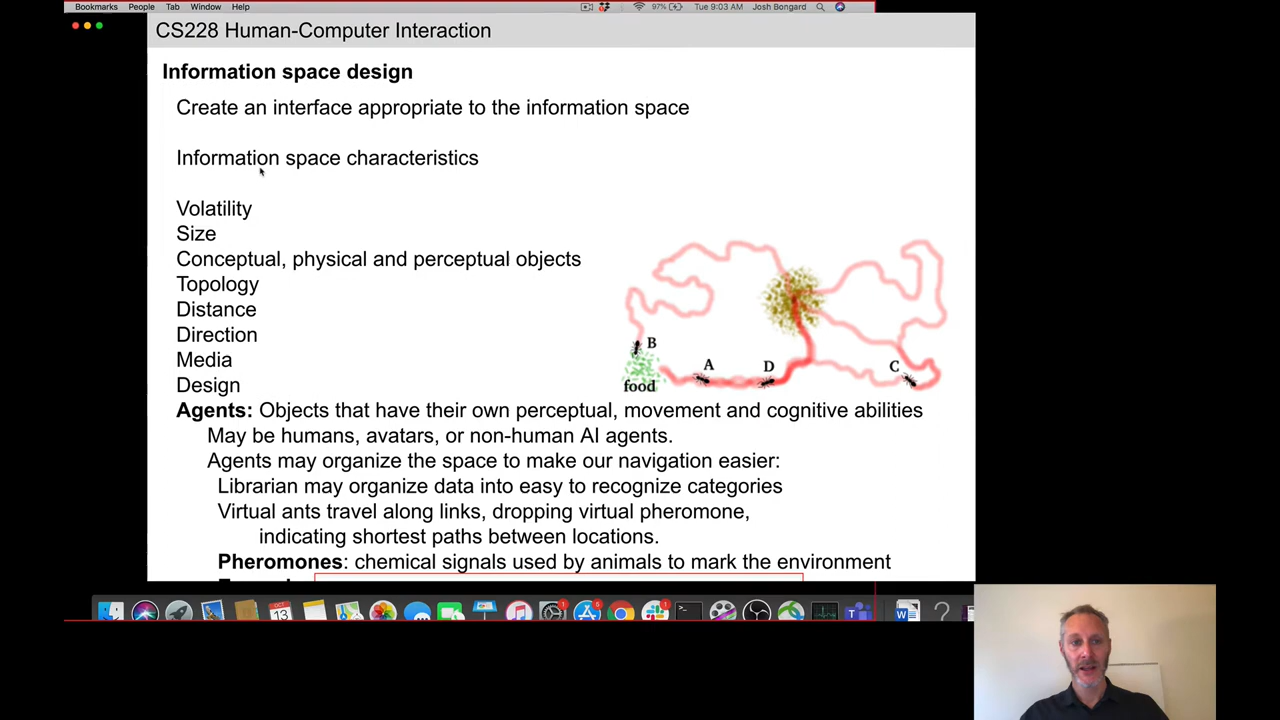 Bookmarks People Tab Window Help 97% Tue 9:03 AM Josh Bongard
CS228 Human-Computer Interaction
Information space design
Create an interface appropriate to the information space
Information space characteristics
Volatility
Size
Conceptual, physical and perceptual objects
Topology
Distance
Direction
Media
Design
B
A
D
C
food
Agents: Objects that have their own perceptual, movement and cognitive abilities
May be humans, avatars, or non-human AI agents.
Agents may organize the space to make our navigation easier:
Librarian may organize data into easy to recognize categories
Virtual ants travel along links, dropping virtual pheromone,
indicating shortest paths between locations.
Pheromones: chemical signals used by animals to mark the environment